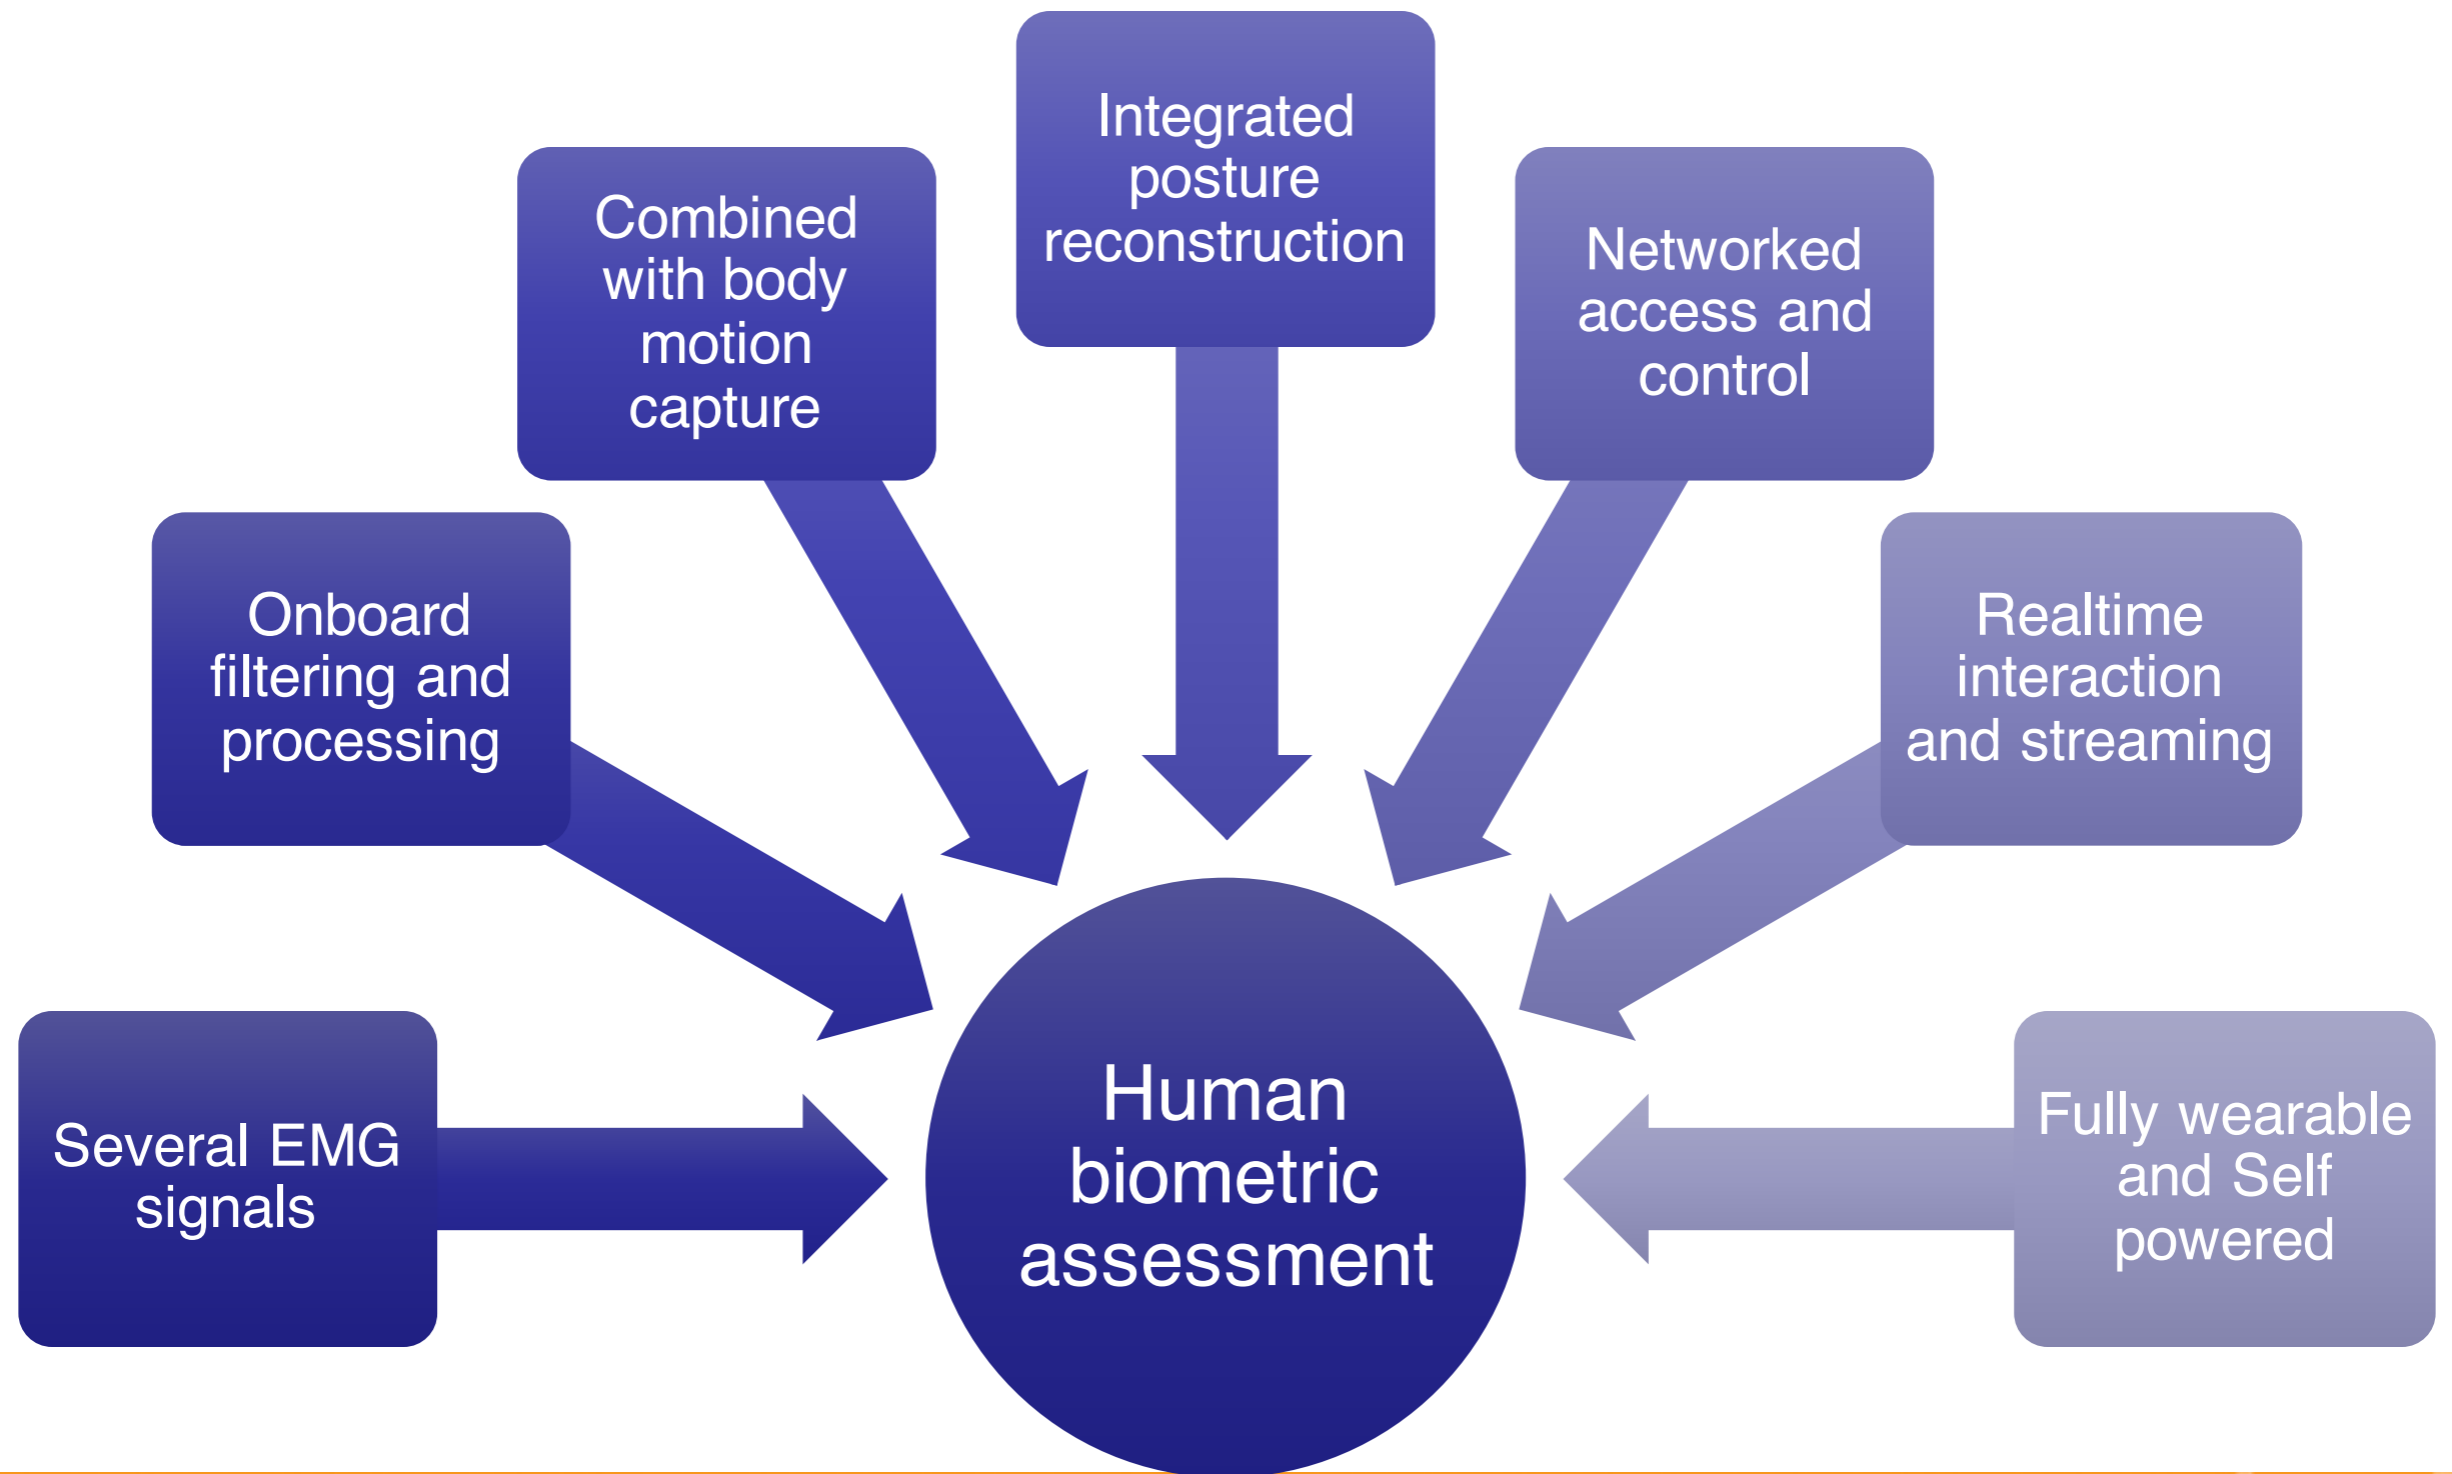 Integrated
posture
reconstruction
Combined
with body
motion
capture
Networked
access and
control
Onboard
filtering and
processing
Realtime
interaction
and streaming
Several EMG
signals
Human
biometric
assessment
Fully wearable
and Self
powered